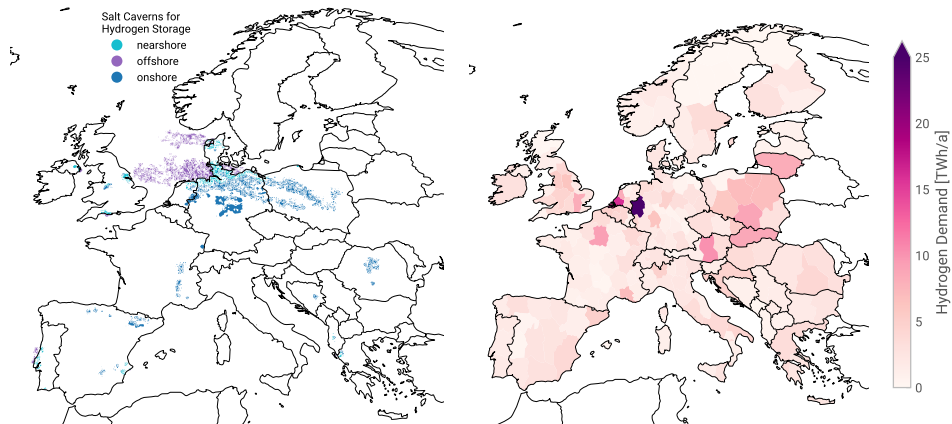 Salt Caverns for
Hydrogen Storage
nearshore
offshore
onshore
25
20
15
10
5
0
Hydrogen Demand [TWh/a]